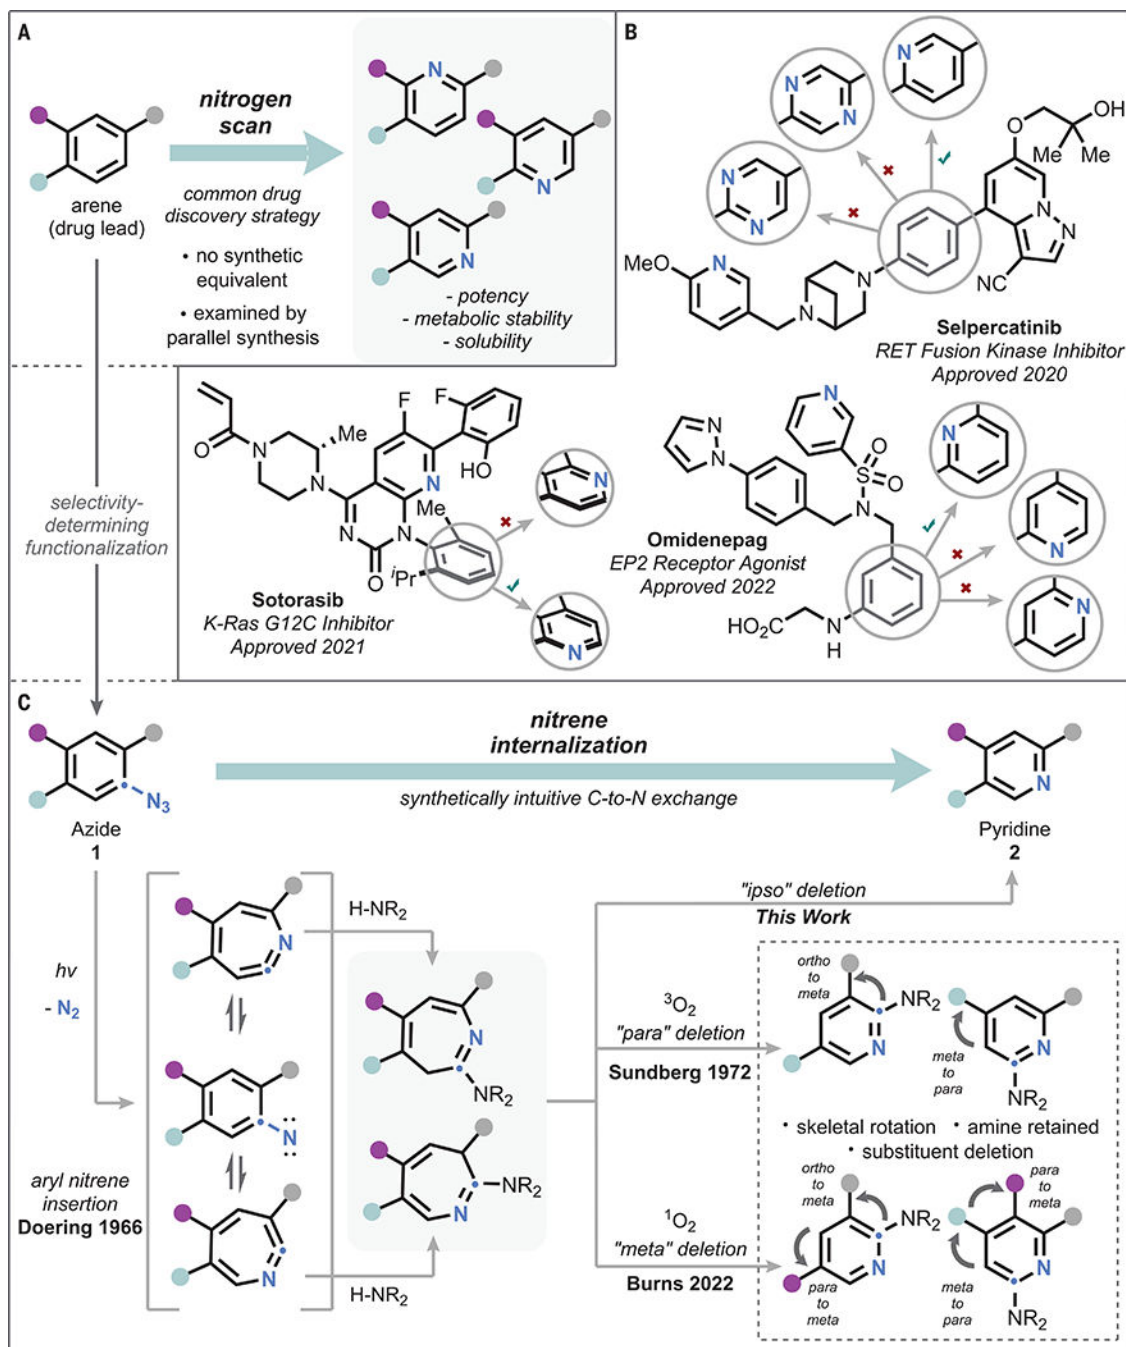 A
arene
(drug lead)
nitrogen
scan
common drug
discovery strategy
• no synthetic
equivalent
• examined by
parallel synthesis
N
N
N
- potency
- metabolic stability
- solubility
B
N
N
N
N
N
O
OH
Me
Me
N
N
NC
MeO
N
N
N
Selpercatinib
RET Fusion Kinase Inhibitor
Approved 2020
selectivity-
determining
functionalization
O
N
Me
N
F
F
HO
N
N
N
O
Me
iPr
N
N
Sotorasib
K-Ras G12C Inhibitor
Approved 2021
N
N
N
O
S
O
N
N
N
N
Omidenepag
EP2 Receptor Agonist
Approved 2022
HO2C
N
H
C
N3
Azide
1
nitrene
internalization
synthetically intuitive C-to-N exchange
N
Pyridine
2
hν
- N2
aryl nitrene
insertion
Doering 1966
N
N
N
H-NR2
H-NR2
N
NR2
NR2
N
"ipso" deletion
This Work
3O2
"para" deletion
Sundberg 1972
1O2
"meta" deletion
Burns 2022
ortho
to
meta
NR2
N
meta
to
para
N
NR2
• skeletal rotation • amine retained
• substituent deletion
ortho
to
meta
NR2
N
para
to
meta
para
to
meta
meta
to
para
N
NR2